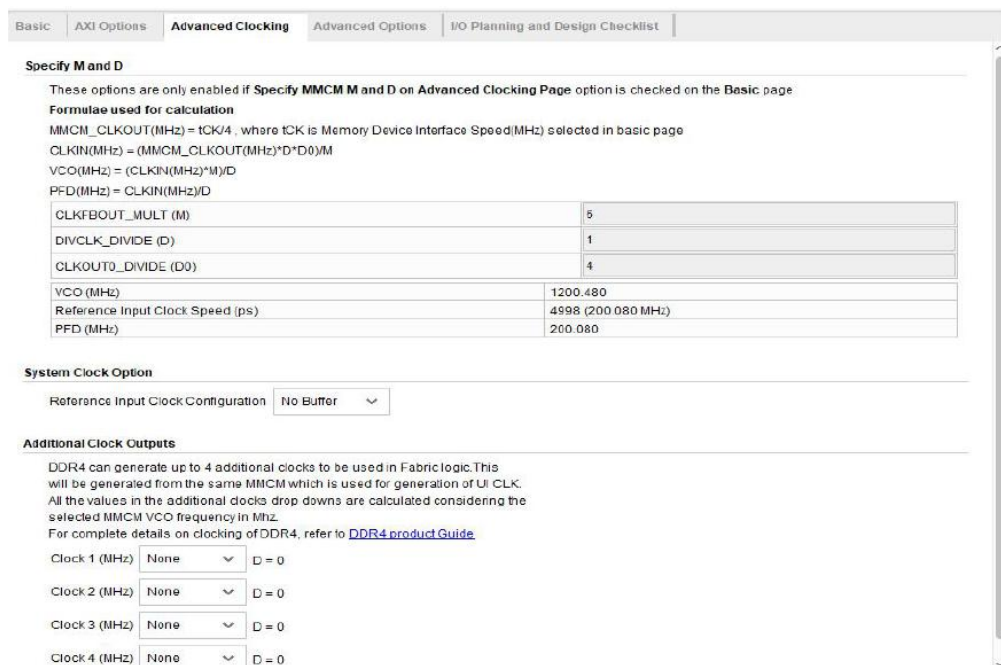 Basic
AXI Options
Advanced Clocking
Advanced Options
I/O Planning and Design Checklist
Specify M and D
These options are only enabled if Specify MMCM M and D on Advanced Clocking Page option is checked on the Basic page
Formulae used for calculation
MMCM_CLKOUT(MHz) = tCK/4 , where tCK is Memory Device Interface Speed(MHz) selected in basic page
CLKIN(MHz) = (MMCM_CLKOUT(MHz)*D*D0)/M
VCO(MHz) = (CLKIN(MHz)*M)/D
PFD(MHz) = CLKIN(MHz)/D
CLKFBOUT_MULT (M)
DIVCLK_DIVIDE (D) 1
CLKOUT0_DIVIDE (D0) 4
VCO (MHz) 1200.480
Reference Input Clock Speed (ps) 4998 (200.080 MHz)
PFD (MHz) 200.080
System Clock Option
Reference Input Clock Configuration No Buffer
Additional Clock Outputs
DDR4 can generate up to 4 additional clocks to be used in Fabric logic.This
will be generated from the same MMCM which is used for generation of UI CLK.
All the values in the additional clocks drop downs are calculated considering the
selected MMCM VCO frequency in Mhz.
For complete details on clocking of DDR4, refer to DDR4 product Guide
Clock 1 (MHz) None D = 0
Clock 2 (MHz) None D = 0
Clock 3 (MHz) None D = 0
Clock 4 (MHz) None D = 0